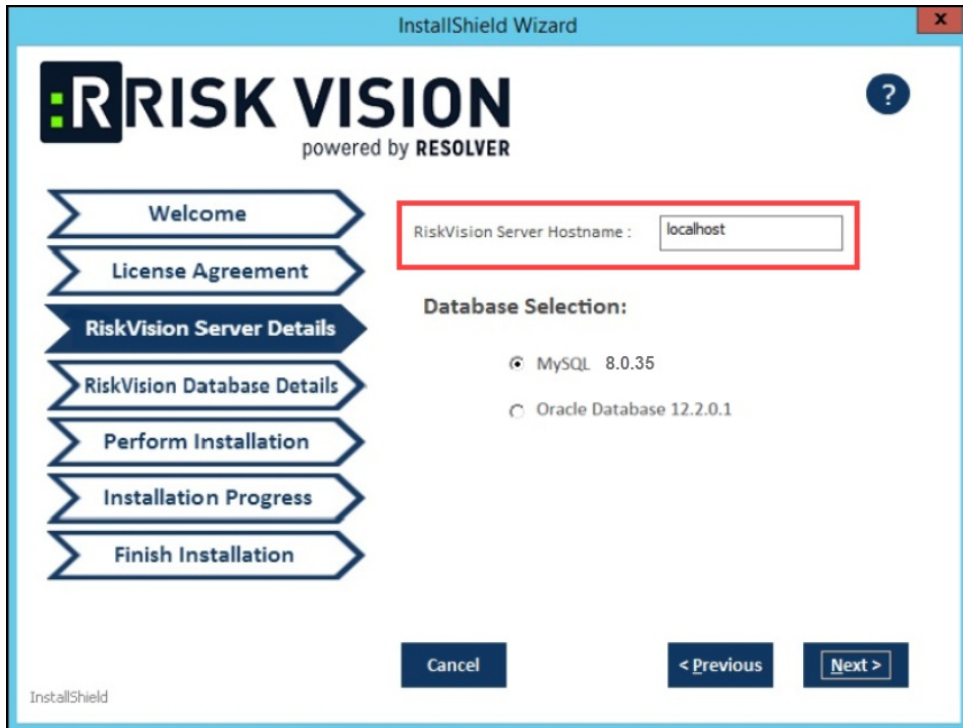 InstallShield Wizard
x
:R RISK VISION
powered by RESOLVER
?
Welcome
License Agreement
RiskVision Server Details
RiskVision Database Details
Perform Installation
Installation Progress
Finish Installation
RiskVision Server Hostname : localhost
Database Selection:
MySQL 8.0.35
Oracle Database 12.2.0.1
Cancel
< Previous
Next >
InstallShield